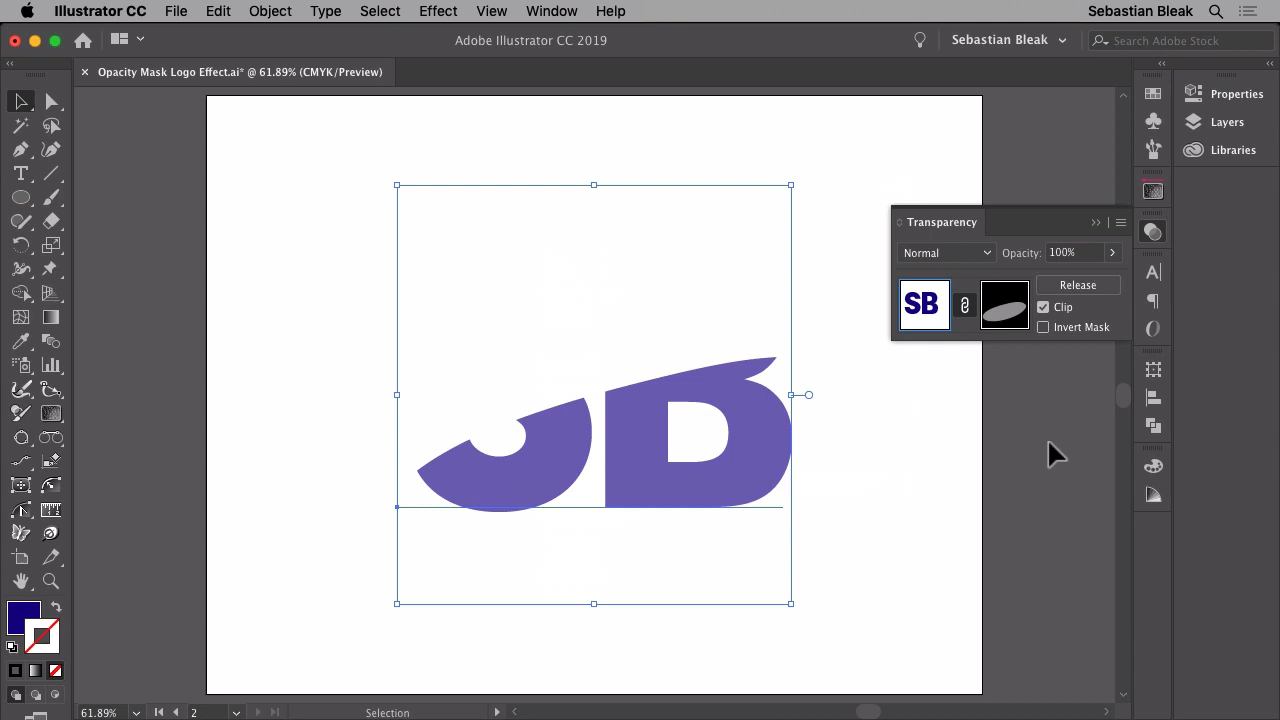 Illustrator CC File Edit Object Type Select Effect View Window Help Sebastian Bleak
Adobe Illustrator CC 2019 Sebastian Bleak Search Adobe Stock
Opacity Mask Logo Effect.ai* @ 61.89% (CMYK/Preview)
Properties
Layers
Libraries
Transparency
Normal Opacity: 100%
SB
Release
Clip
Invert Mask
61.89% 2 Selection